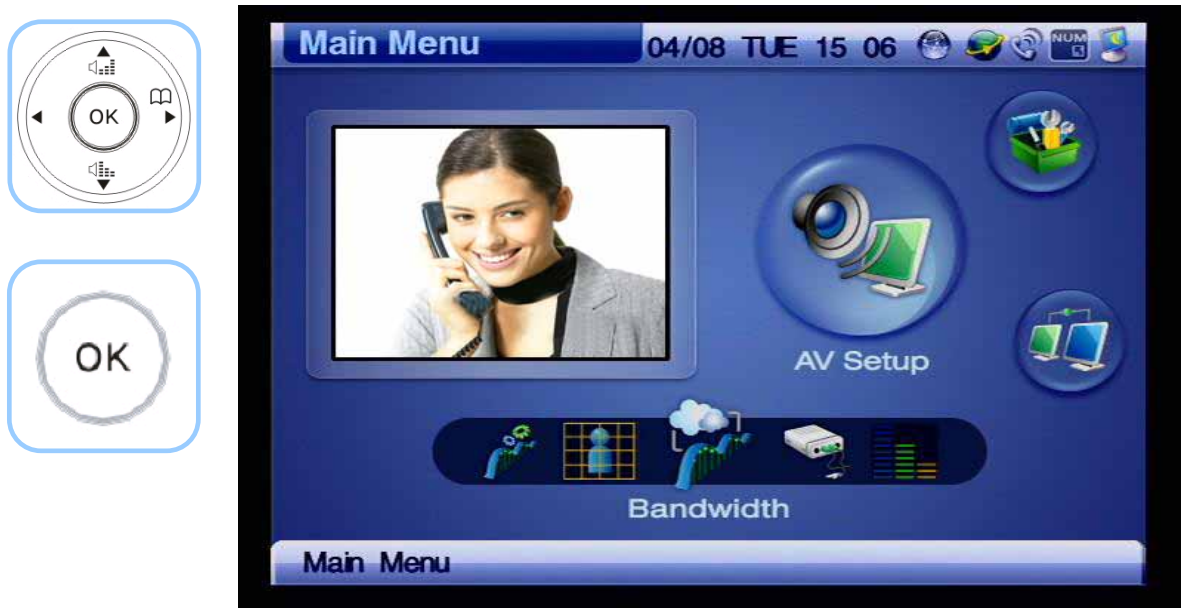 OK
OK
Main Menu 04/08 TUE 15 06 NUM
AV Setup
Bandwidth
Main Menu